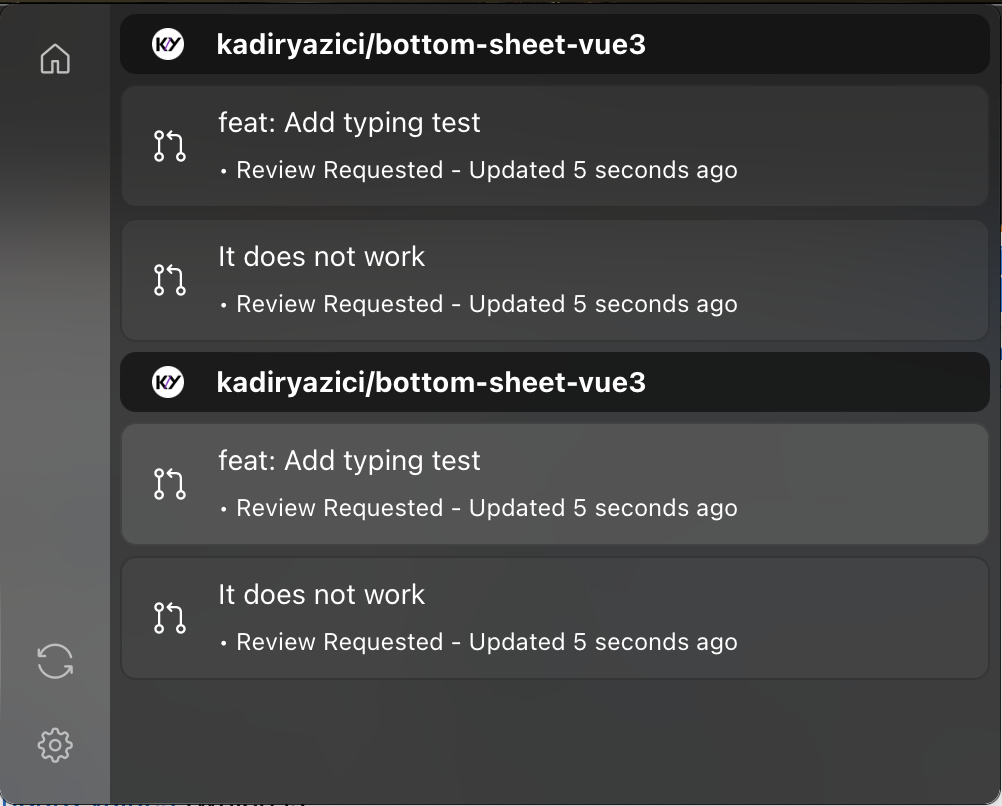 KY kadiryazici/bottom-sheet-vue3
feat: Add typing test
• Review Requested - Updated 5 seconds ago
It does not work
• Review Requested - Updated 5 seconds ago
KY kadiryazici/bottom-sheet-vue3
feat: Add typing test
• Review Requested - Updated 5 seconds ago
It does not work
• Review Requested - Updated 5 seconds ago